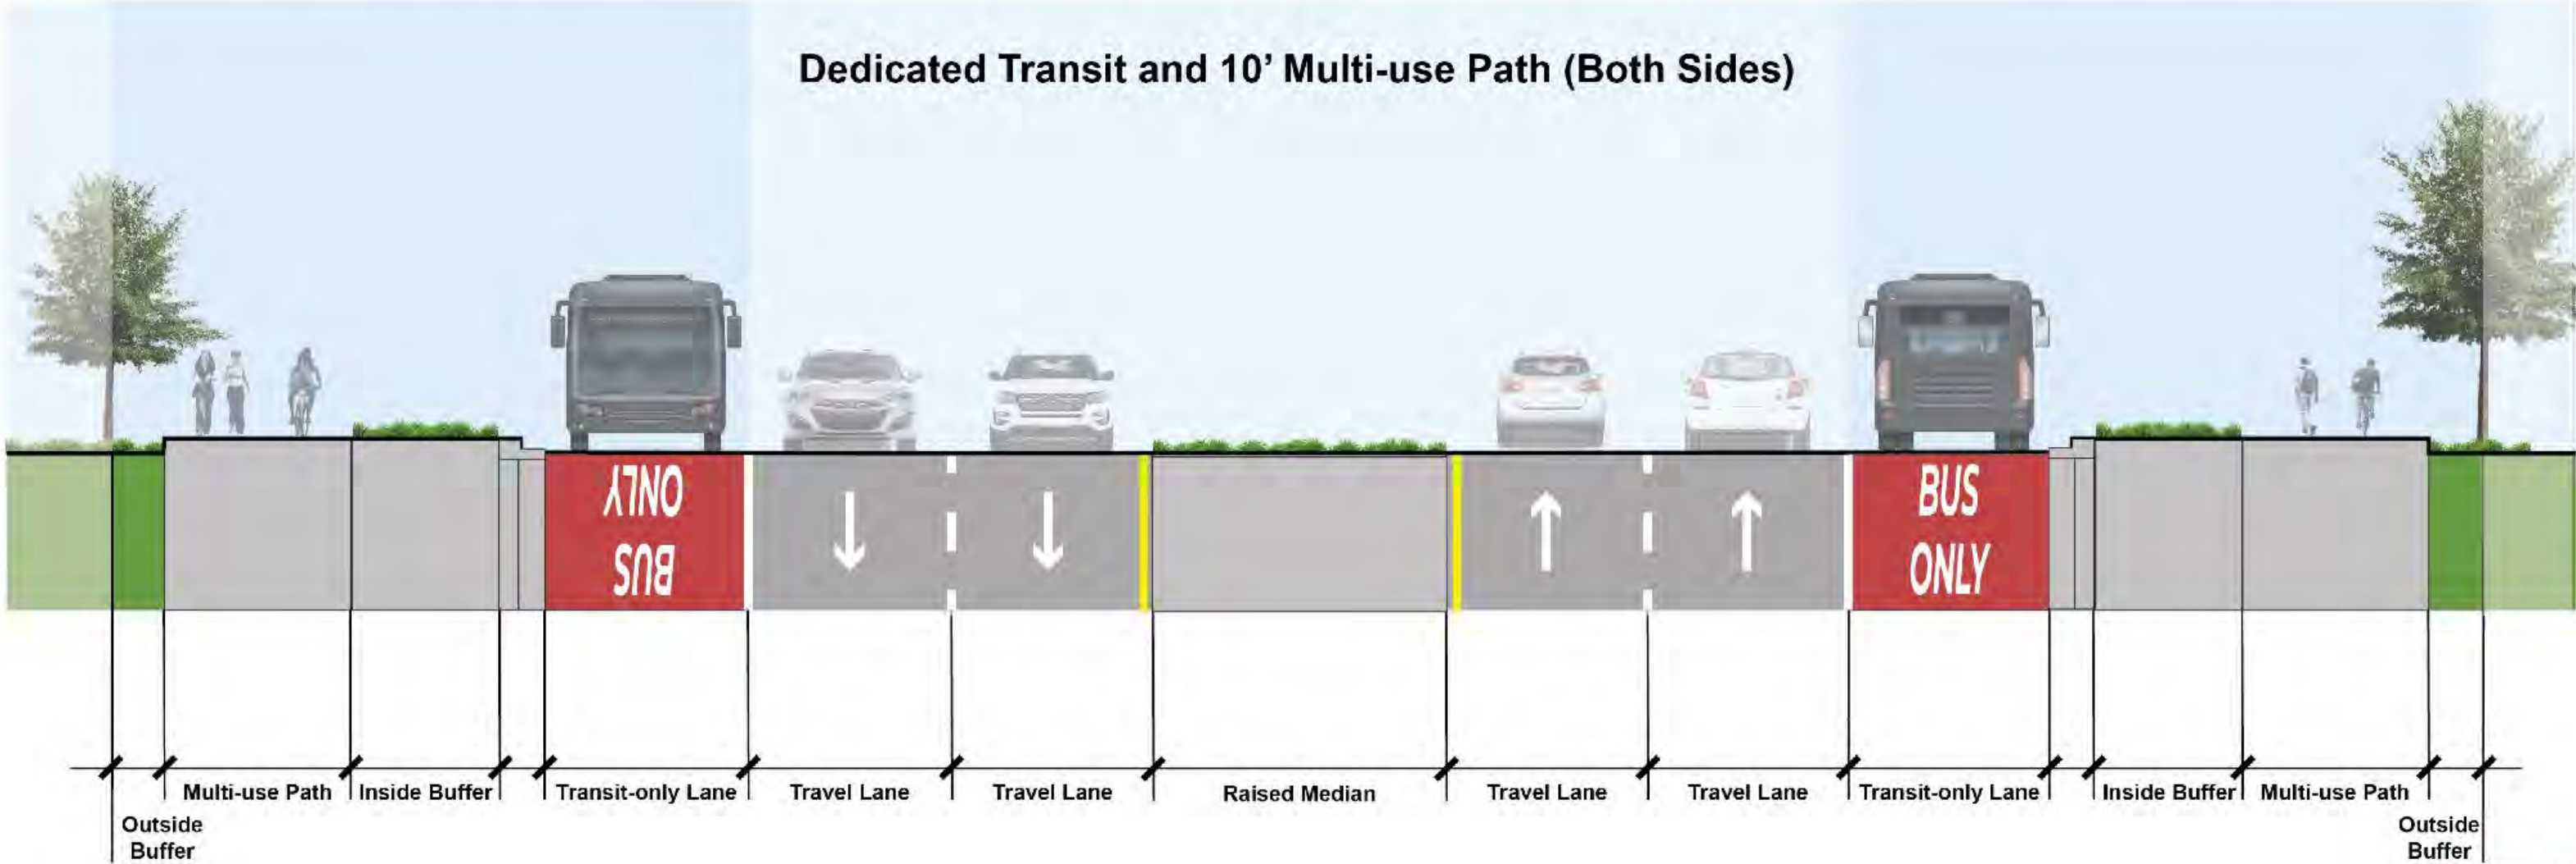 Dedicated Transit and 10’ Multi-use Path (Both Sides)
ONLY
BUS
BUS
ONLY
Multi-use Path
Inside Buffer
Transit-only Lane
Travel Lane
Travel Lane
Raised Median
Travel Lane
Travel Lane
Transit-only Lane
Inside Buffer
Multi-use Path
Outside
Buffer
Outside
Buffer